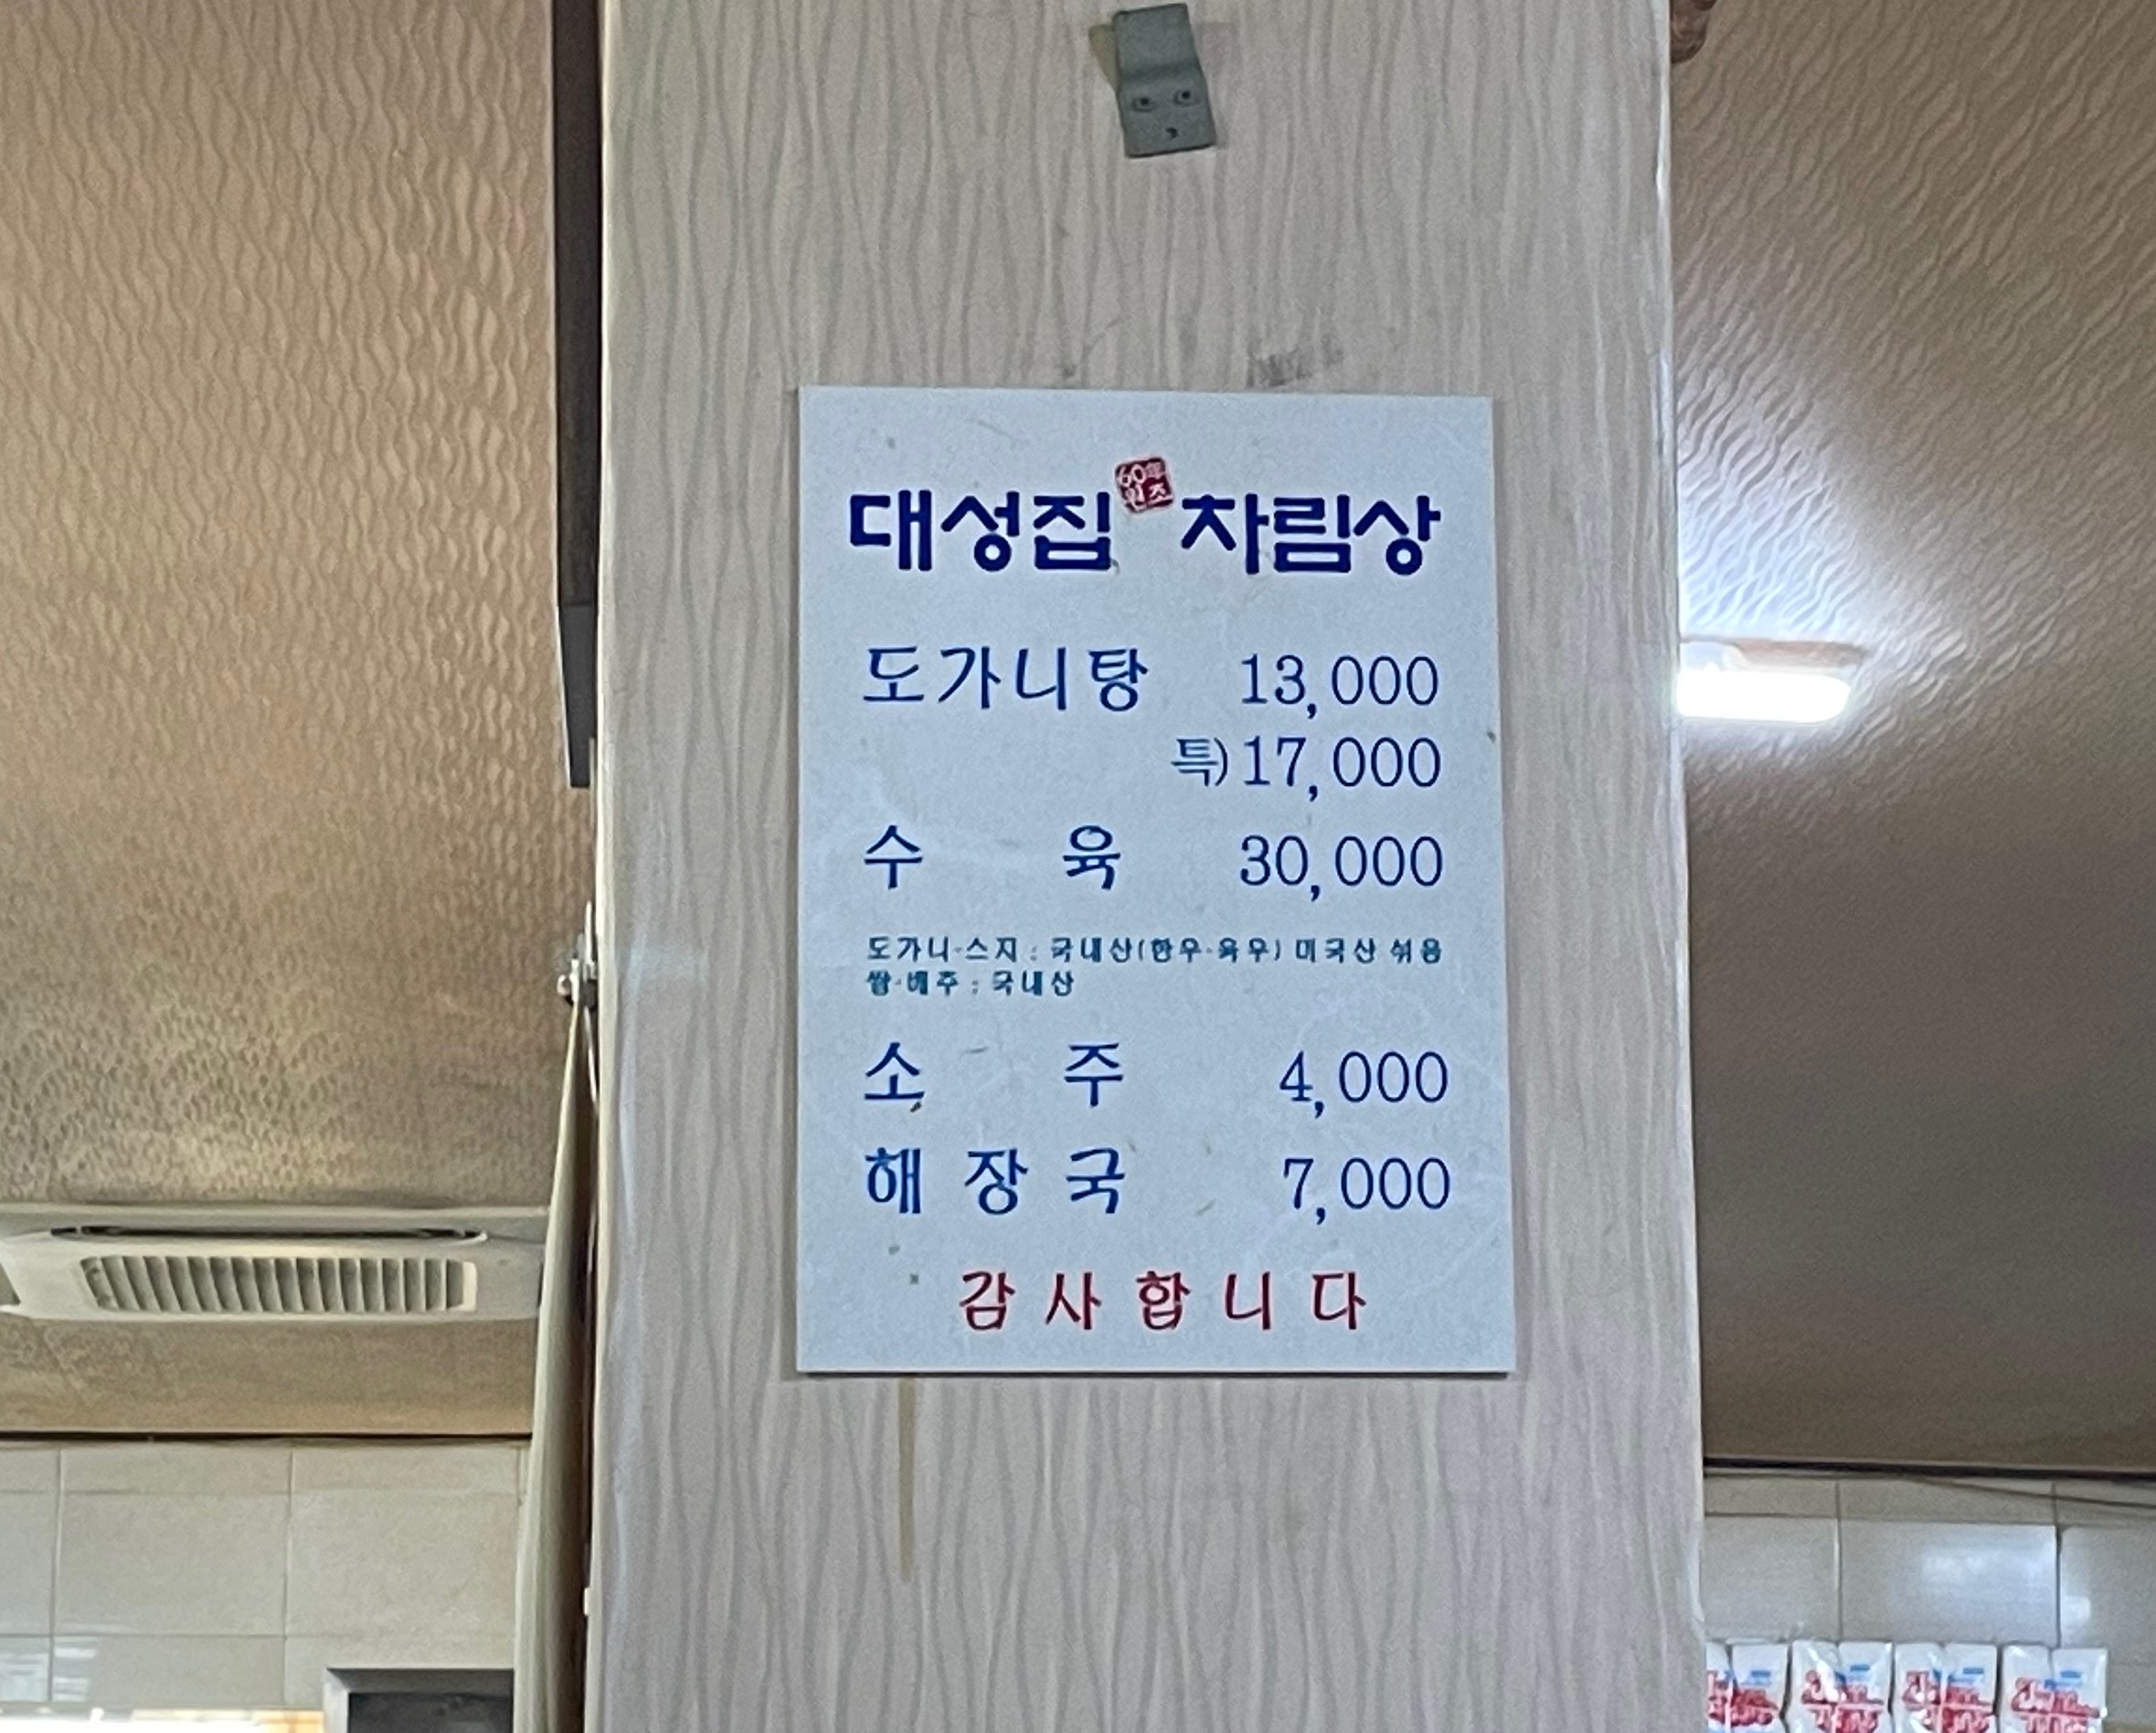 60年
원조
대성집 차림상
도가니탕 13,000
특) 17,000
수육 30,000
도가니·스지 : 국내산(한우·육우) 미국산 섞음
쌀·배추 : 국내산
소주 4,000
해장국 7,000
감사합니다